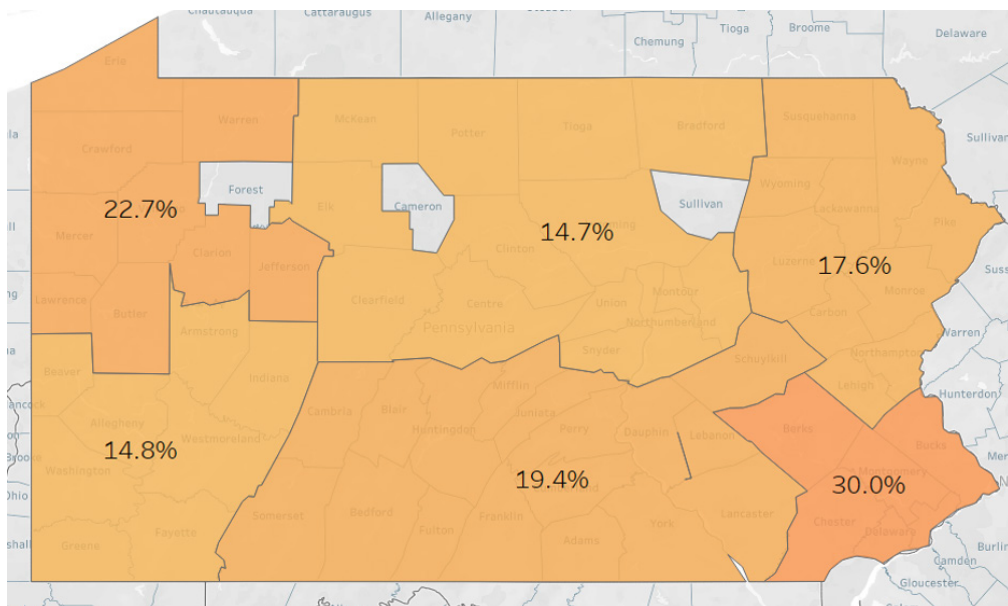 Chautauqua
Cattaraugus
Allegany
Chemung
Tioga
Broome
Delaware
Erie
Warren
McKean
Potter
Tioga
Bradford
Susquehanna
Crawford
Sullivan
Wayne
Forest
Wyoming
Elk
Cameron
Sullivan
Lackawanna
22.7%
Mercer
Pike
14.7%
Clinton
Clarion
Jefferson
Luzerne
17.6%
Lawrence
Butler
Clearfield
Centre
Union
Montour
Monroe
Carbon
Northumberland
Pennsylvania
Armstrong
Warren
Snyder
Northampton
Schuylkill
Beaver
Indiana
Mifflin
Lehigh
Hunterdon
Cambria
Blair
Juniata
Allegheny
Huntingdon
Perry
Dauphin
Berks
Westmoreland
Lebanon
Bucks
14.8%
Washington
Montgomery
19.4%
30.0%
Ohio
Somerset
Bedford
Franklin
Lancaster
Chester
York
Fayette
Fulton
Delaware
Greene
Adams
Camden
Gloucester